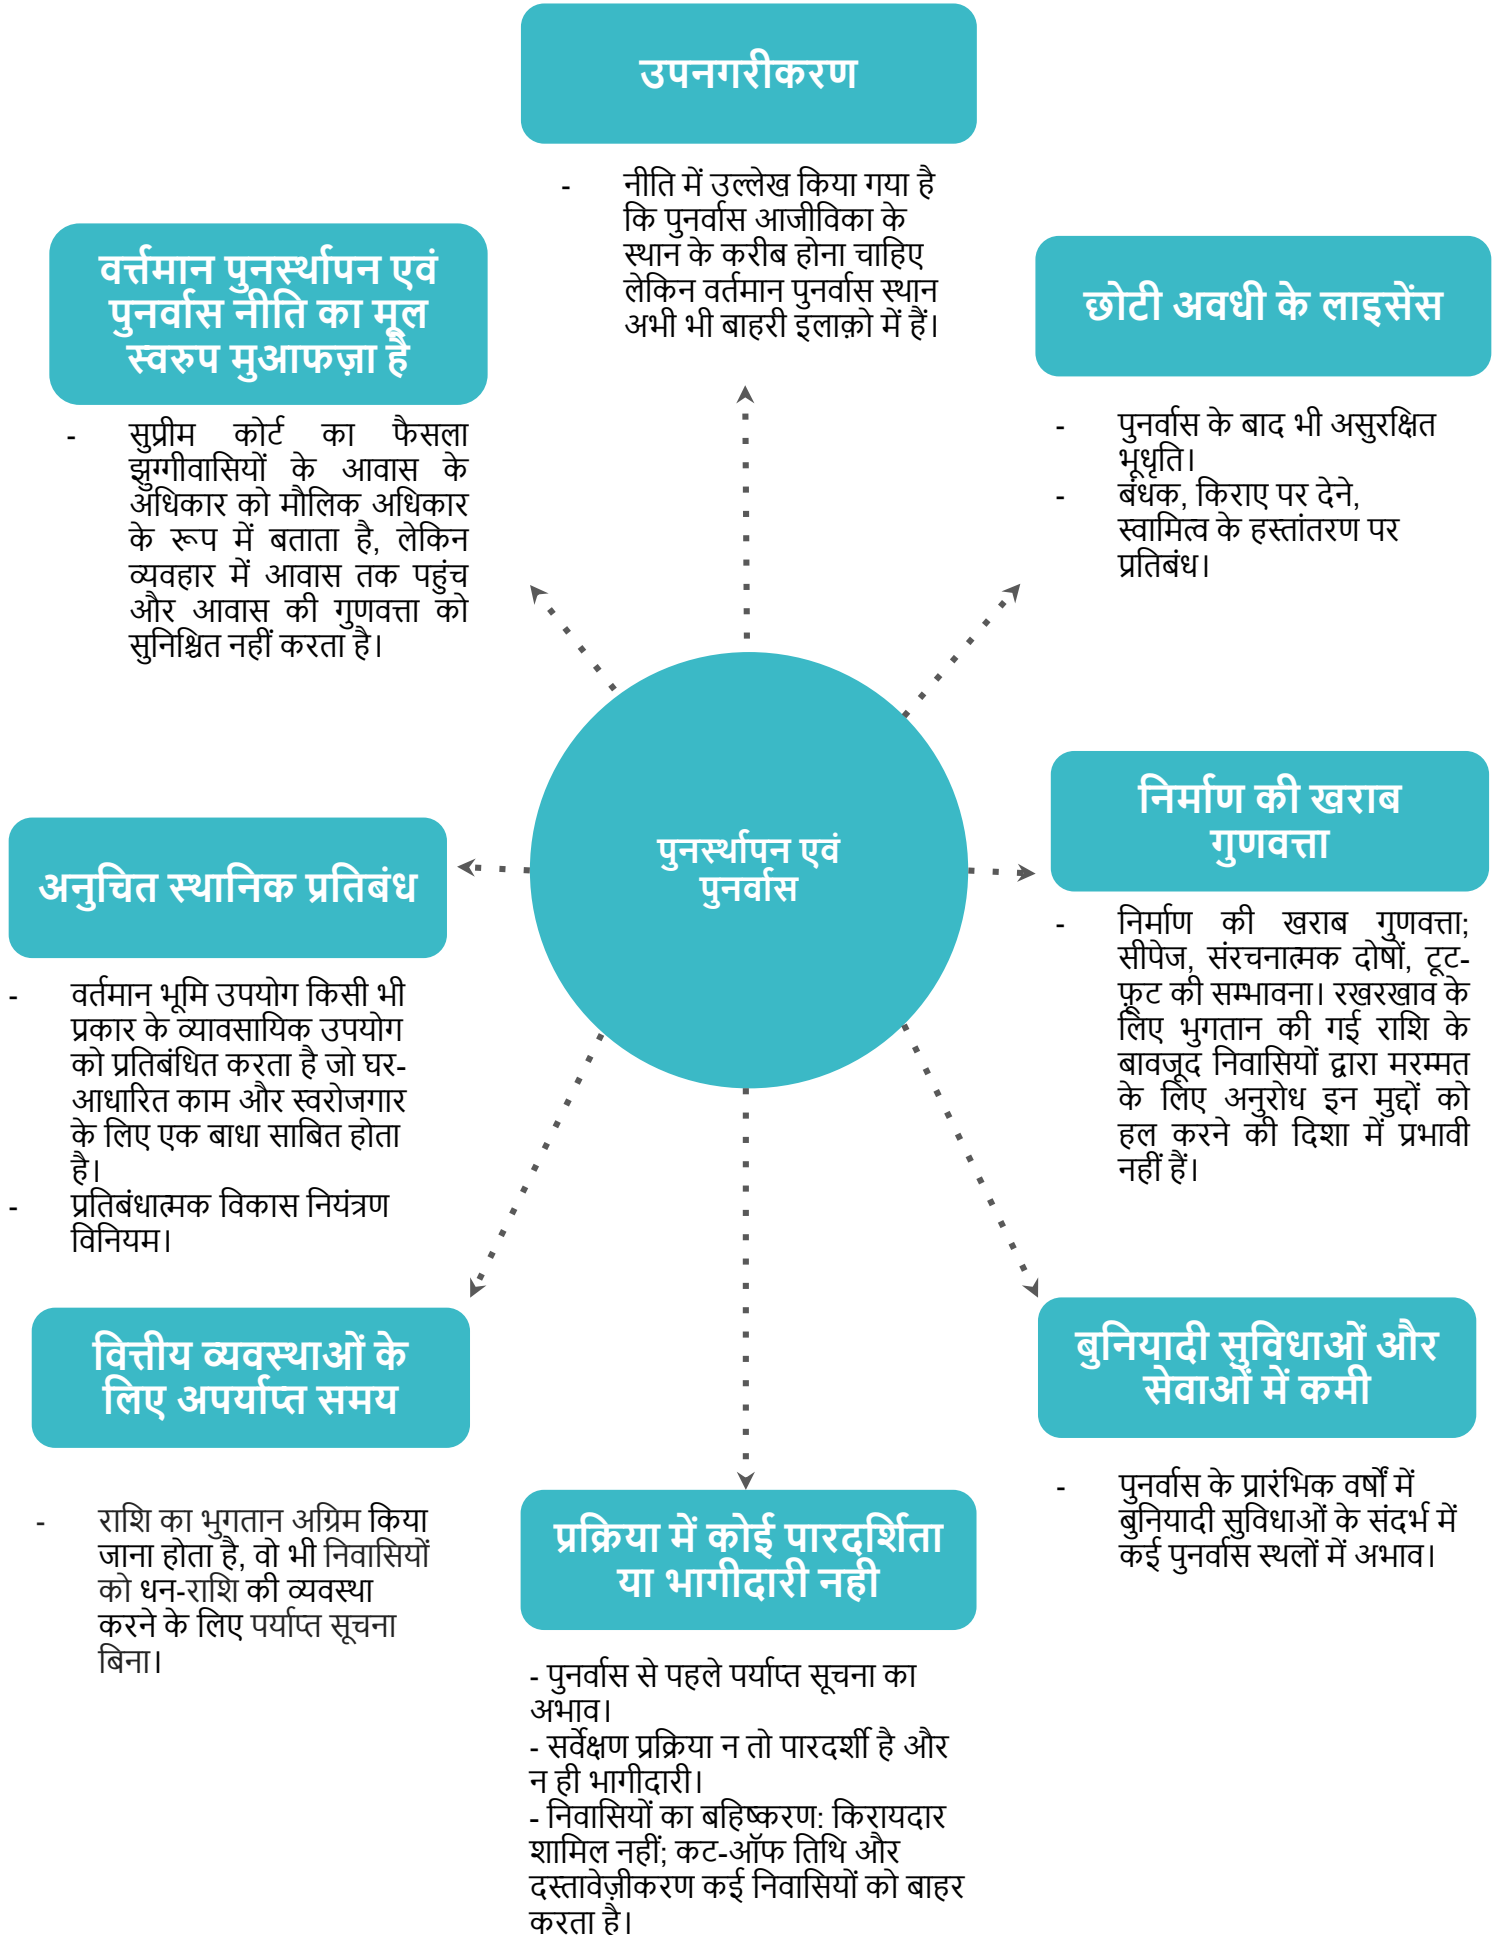 उपनगरीकरण
- नीति में उल्लेख किया गया है
कि पुनर्वास आजीविका के
स्थान के करीब होना चाहिए
लेकिन वर्तमान पुनर्वास स्थान
अभी भी बाहरी इलाक़ो में हैं।
वर्त्तमान पुनर्स्थापन एवं
पुनर्वास नीति का मूल
स्वरुप मुआफज़ा है
- सुप्रीम कोर्ट का फैसला
झुग्गीवासियों के आवास के
अधिकार को मौलिक अधिकार
के रूप में बताता है, लेकिन
व्यवहार में आवास तक पहुंच
और आवास की गुणवत्ता को
सुनिश्चित नहीं करता है।
छोटी अवधी के लाइसेंस
- पुनर्वास के बाद भी असुरक्षित
भूधृति।
- बंधक, किराए पर देने,
स्वामित्व के हस्तांतरण पर
प्रतिबंध।
पुनर्स्थापन एवं
पुनर्वास
निर्माण की खराब
गुणवत्ता
- निर्माण की खराब गुणवत्ता;
सीपेज, संरचनात्मक दोषों, टूट-
फ़ूट की सम्भावना। रखरखाव के
लिए भुगतान की गई राशि के
बावजूद निवासियों द्वारा मरम्मत
के लिए अनुरोध इन मुद्दों को
हल करने की दिशा में प्रभावी
नहीं हैं।
अनुचित स्थानिक प्रतिबंध
- वर्तमान भूमि उपयोग किसी भी
प्रकार के व्यावसायिक उपयोग
को प्रतिबंधित करता है जो घर-
आधारित काम और स्वरोजगार
के लिए एक बाधा साबित होता
है।
- प्रतिबंधात्मक विकास नियंत्रण
विनियम।
वित्तीय व्यवस्थाओं के
लिए अपर्याप्त समय
- राशि का भुगतान अग्रिम किया
जाना होता है, वो भी निवासियों
को धन-राशि की व्यवस्था
करने के लिए पर्याप्त सूचना
बिना।
बुनियादी सुविधाओं और
सेवाओं में कमी
- पुनर्वास के प्रारंभिक वर्षों में
बुनियादी सुविधाओं के संदर्भ में
कई पुनर्वास स्थलों में अभाव।
प्रक्रिया में कोई पारदर्शिता
या भागीदारी नही
- पुनर्वास से पहले पर्याप्त सूचना का
अभाव।
- सर्वेक्षण प्रक्रिया न तो पारदर्शी है और
न ही भागीदारी।
- निवासियों का बहिष्करण: किरायदार
शामिल नहीं; कट-ऑफ तिथि और
दस्तावेज़ीकरण कई निवासियों को बाहर
करता है।